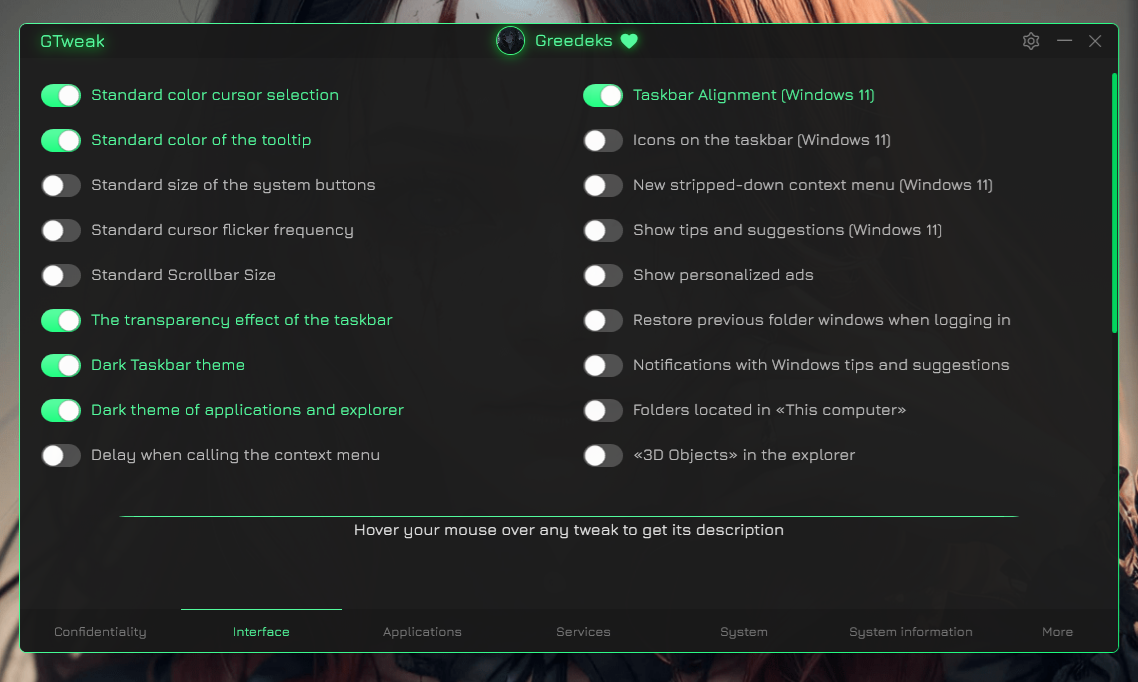 GTweak
Greedeks
Standard color cursor selection
Standard color of the tooltip
Standard size of the system buttons
Standard cursor flicker frequency
Standard Scrollbar Size
The transparency effect of the taskbar
Dark Taskbar theme
Dark theme of applications and explorer
Delay when calling the context menu
Taskbar Alignment (Windows 11)
Icons on the taskbar (Windows 11)
New stripped-down context menu (Windows 11)
Show tips and suggestions (Windows 11)
Show personalized ads
Restore previous folder windows when logging in
Notifications with Windows tips and suggestions
Folders located in «This computer»
«3D Objects» in the explorer
Hover your mouse over any tweak to get its description
Confidentiality
Interface
Applications
Services
System
System information
More